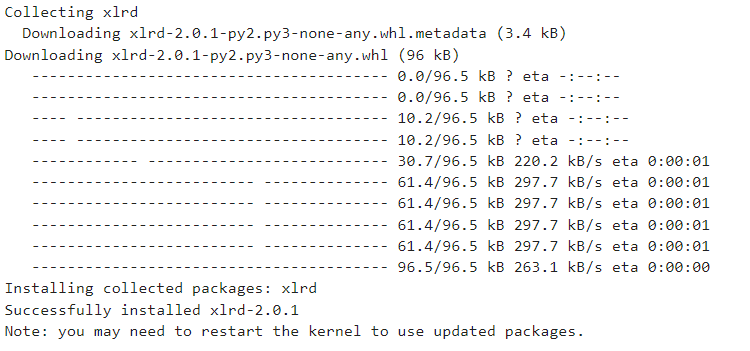 Collecting xlrd
  Downloading xlrd-2.0.1-py2.py3-none-any.whl.metadata (3.4 kB)
Downloading xlrd-2.0.1-py2.py3-none-any.whl (96 kB)
   ---------------------------------------- 0.0/96.5 kB ? eta -:--:--
   ---------------------------------------- 0.0/96.5 kB ? eta -:--:--
   ---- ----------------------------------- 10.2/96.5 kB ? eta -:--:--
   ---- ----------------------------------- 10.2/96.5 kB ? eta -:--:--
   ------------ --------------------------- 30.7/96.5 kB 220.2 kB/s eta 0:00:01
   ------------------------- -------------- 61.4/96.5 kB 297.7 kB/s eta 0:00:01
   ------------------------- -------------- 61.4/96.5 kB 297.7 kB/s eta 0:00:01
   ------------------------- -------------- 61.4/96.5 kB 297.7 kB/s eta 0:00:01
   ------------------------- -------------- 61.4/96.5 kB 297.7 kB/s eta 0:00:01
   ---------------------------------------- 96.5/96.5 kB 263.1 kB/s eta 0:00:00
Installing collected packages: xlrd
Successfully installed xlrd-2.0.1
Note: you may need to restart the kernel to use updated packages.